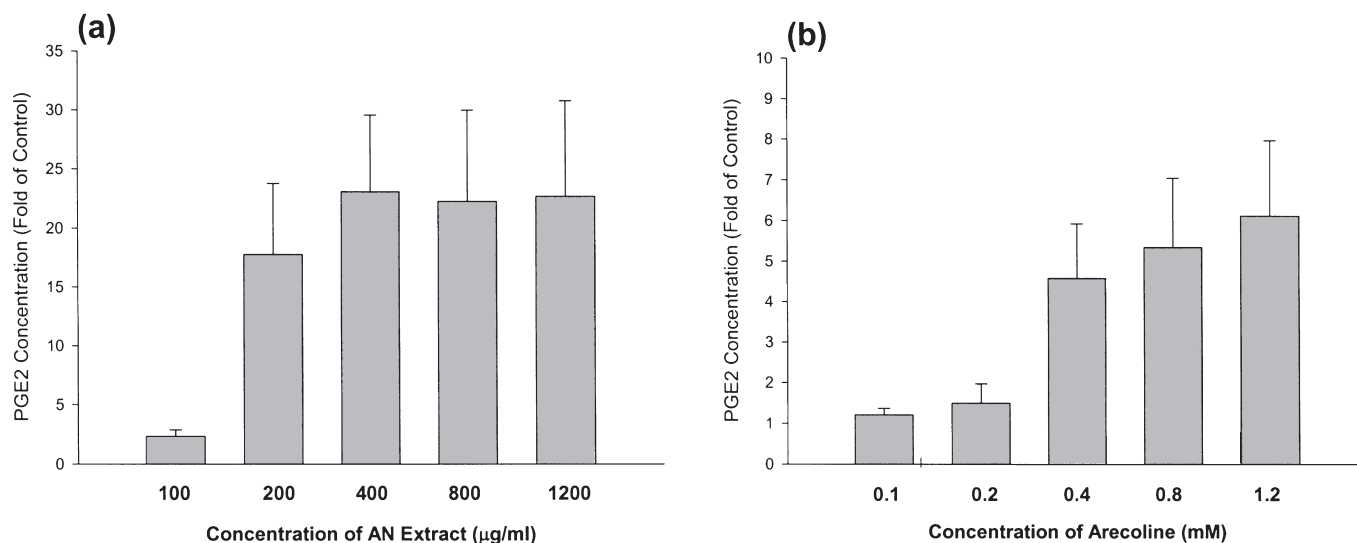 (a)
PGE2 Concentration (Fold of Control)
35
30
25
20
15
10
5
0
100 200 400 800 1200
Concentration of AN Extract (μg/ml)
(b)
PGE2 Concentration (Fold of Control)
10
9
8
7
6
5
4
3
2
1
0
0.1 0.2 0.4 0.8 1.2
Concentration of Arecoline (mM)